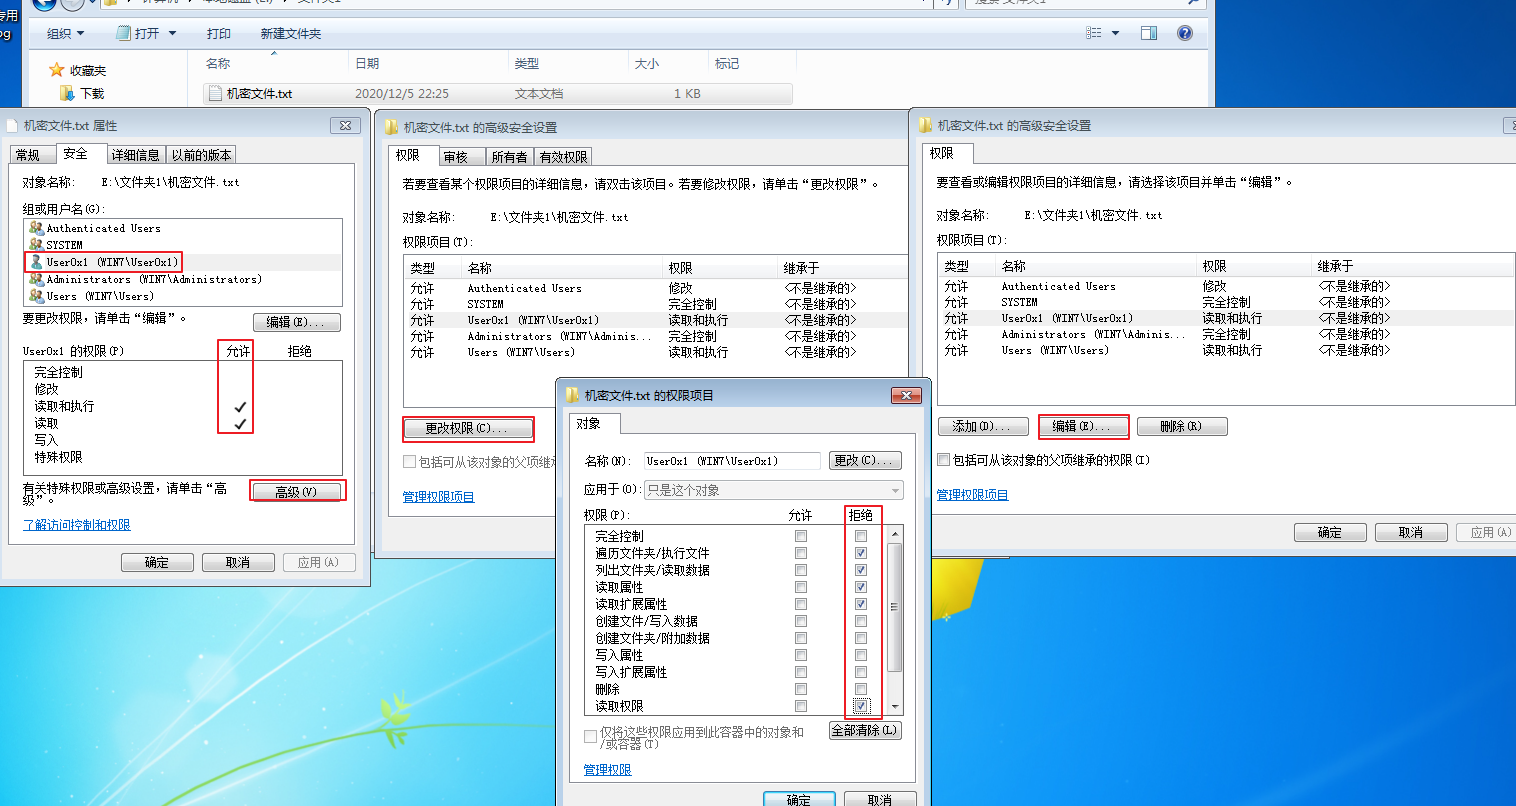 专用
pg
组织
打开
打印
新建文件夹
名称
日期
类型
大小
标记
收藏夹
下载
机密文件.txt
2020/12/5 22:25
文本文档
1 KB
机密文件.txt 属性
常规
安全
详细信息
以前的版本
对象名称:
E:\文件夹1\机密文件.txt
组或用户名(G):
Authenticated Users
SYSTEM
UserOx1 (WIN7\UserOx1)
Administrators (WIN7\Administrators)
Users (WIN7\Users)
要更改权限，请单击“编辑”。
编辑(E)...
UserOx1 的权限(P)
允许
拒绝
完全控制
修改
读取和执行
读取
写入
特殊权限
有关特殊权限或高级设置，请单击“高
级”。
高级(V)
了解访问控制和权限
确定
取消
应用(A)
机密文件.txt 的高级安全设置
权限
审核
所有者
有效权限
若要查看某个权限项目的详细信息，请双击该项目。若要修改权限，请单击“更改权限”。
对象名称:
E:\文件夹1\机密文件.txt
权限项目(T):
类型 名称 权限 继承于
允许 Authenticated Users 修改 <不是继承的>
允许 SYSTEM 完全控制 <不是继承的>
允许 UserOx1 (WIN7\UserOx1) 读取和执行 <不是继承的>
允许 Administrators (WIN7\Adminis... 完全控制 <不是继承的>
允许 Users (WIN7\Users) 读取和执行 <不是继承的>
更改权限(C)...
包括可从该对象的父项继承
管理权限项目
机密文件.txt 的高级安全设置
权限
要查看或编辑权限项目的详细信息，请选择该项目并单击“编辑”。
对象名称:
E:\文件夹1\机密文件.txt
权限项目(T):
类型 名称 权限 继承于
允许 Authenticated Users 修改 <不是继承的>
允许 SYSTEM 完全控制 <不是继承的>
允许 UserOx1 (WIN7\UserOx1) 读取和执行 <不是继承的>
允许 Administrators (WIN7\Adminis... 完全控制 <不是继承的>
允许 Users (WIN7\Users) 读取和执行 <不是继承的>
添加(D)...
编辑(E)...
删除(R)
包括可从该对象的父项继承的权限(I)
管理权限项目
确定
取消
应用(A)
机密文件.txt 的权限项目
对象
名称(N):
UserOx1 (WIN7\UserOx1)
更改(C)...
应用于(O):
只是这个对象
权限(P):
允许
拒绝
完全控制
遍历文件夹/执行文件
列出文件夹/读取数据
读取属性
读取扩展属性
创建文件/写入数据
创建文件夹/附加数据
写入属性
写入扩展属性
删除
读取权限
仅将这些权限应用到此容器中的对象和
/或容器(T)
全部清除(L)
管理权限
确定
取消